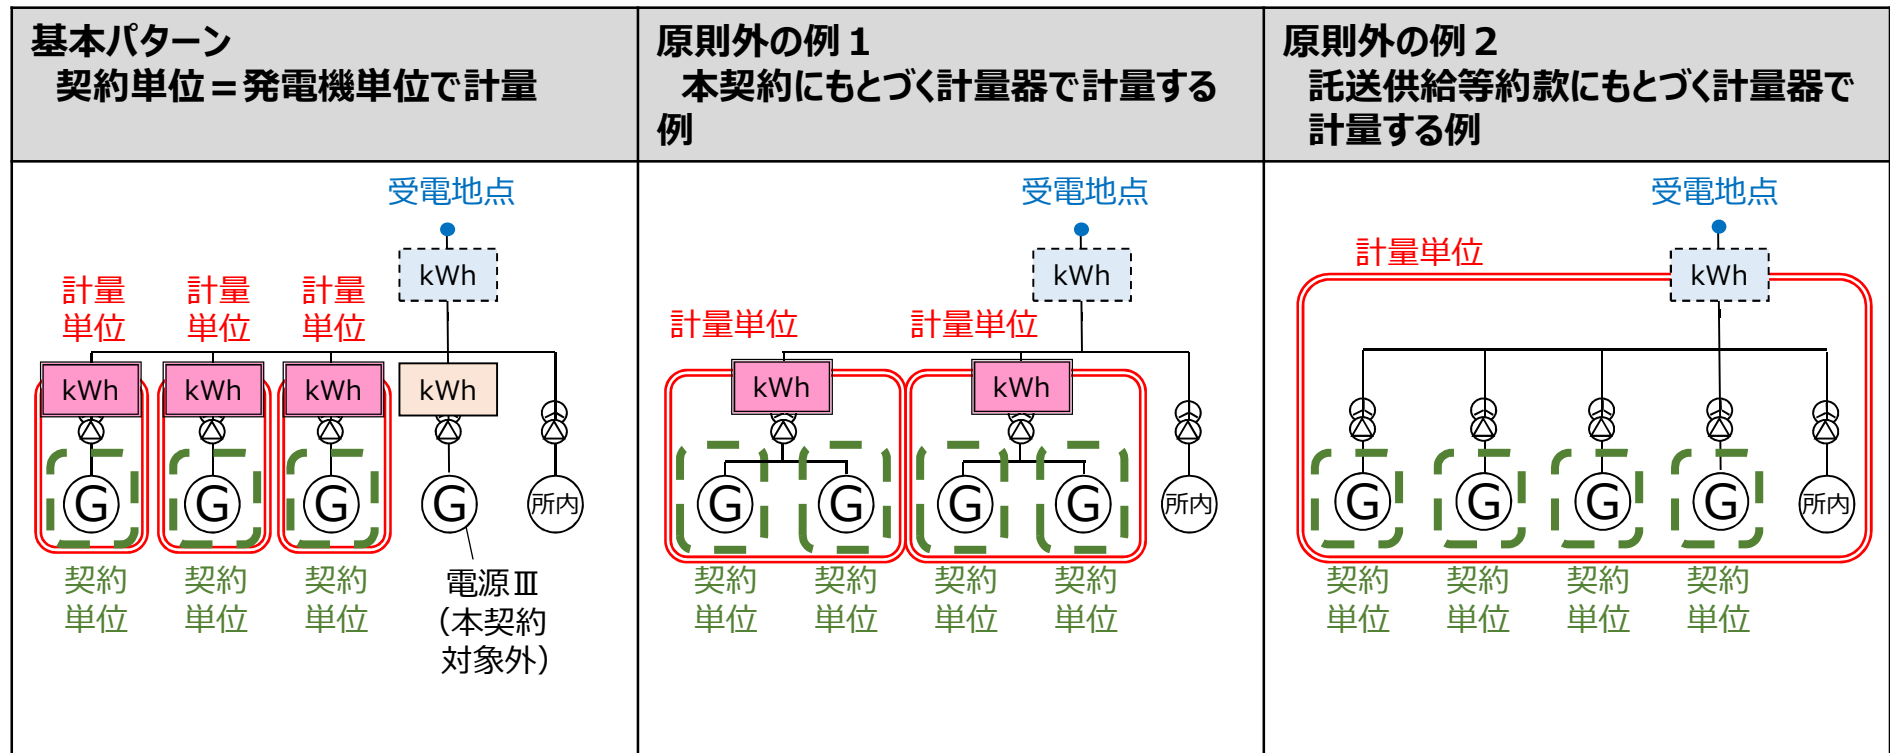 基本パターン
契約単位＝発電機単位で計量
原則外の例１
本契約にもとづく計量器で計量する
例
原則外の例２
託送供給等約款にもとづく計量器で
計量する例
受電地点
kWh
計量
単位
計量
単位
計量
単位
kWh
kWh
kWh
kWh
G
G
G
G
所内
契約
単位
契約
単位
契約
単位
電源Ⅲ
（本契約
対象外）
受電地点
kWh
計量単位
計量単位
kWh
kWh
G
G
G
G
所内
契約
単位
契約
単位
契約
単位
契約
単位
受電地点
計量単位
kWh
G
G
G
G
所内
契約
単位
契約
単位
契約
単位
契約
単位